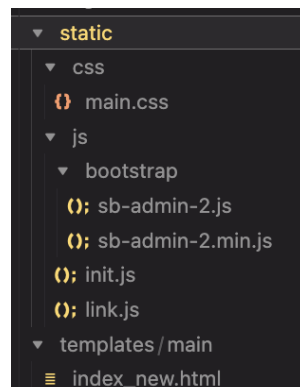 static
css
{} main.css
js
bootstrap
(); sb-admin-2.js
(); sb-admin-2.min.js
(); init.js
(); link.js
templates/main
index_new.html